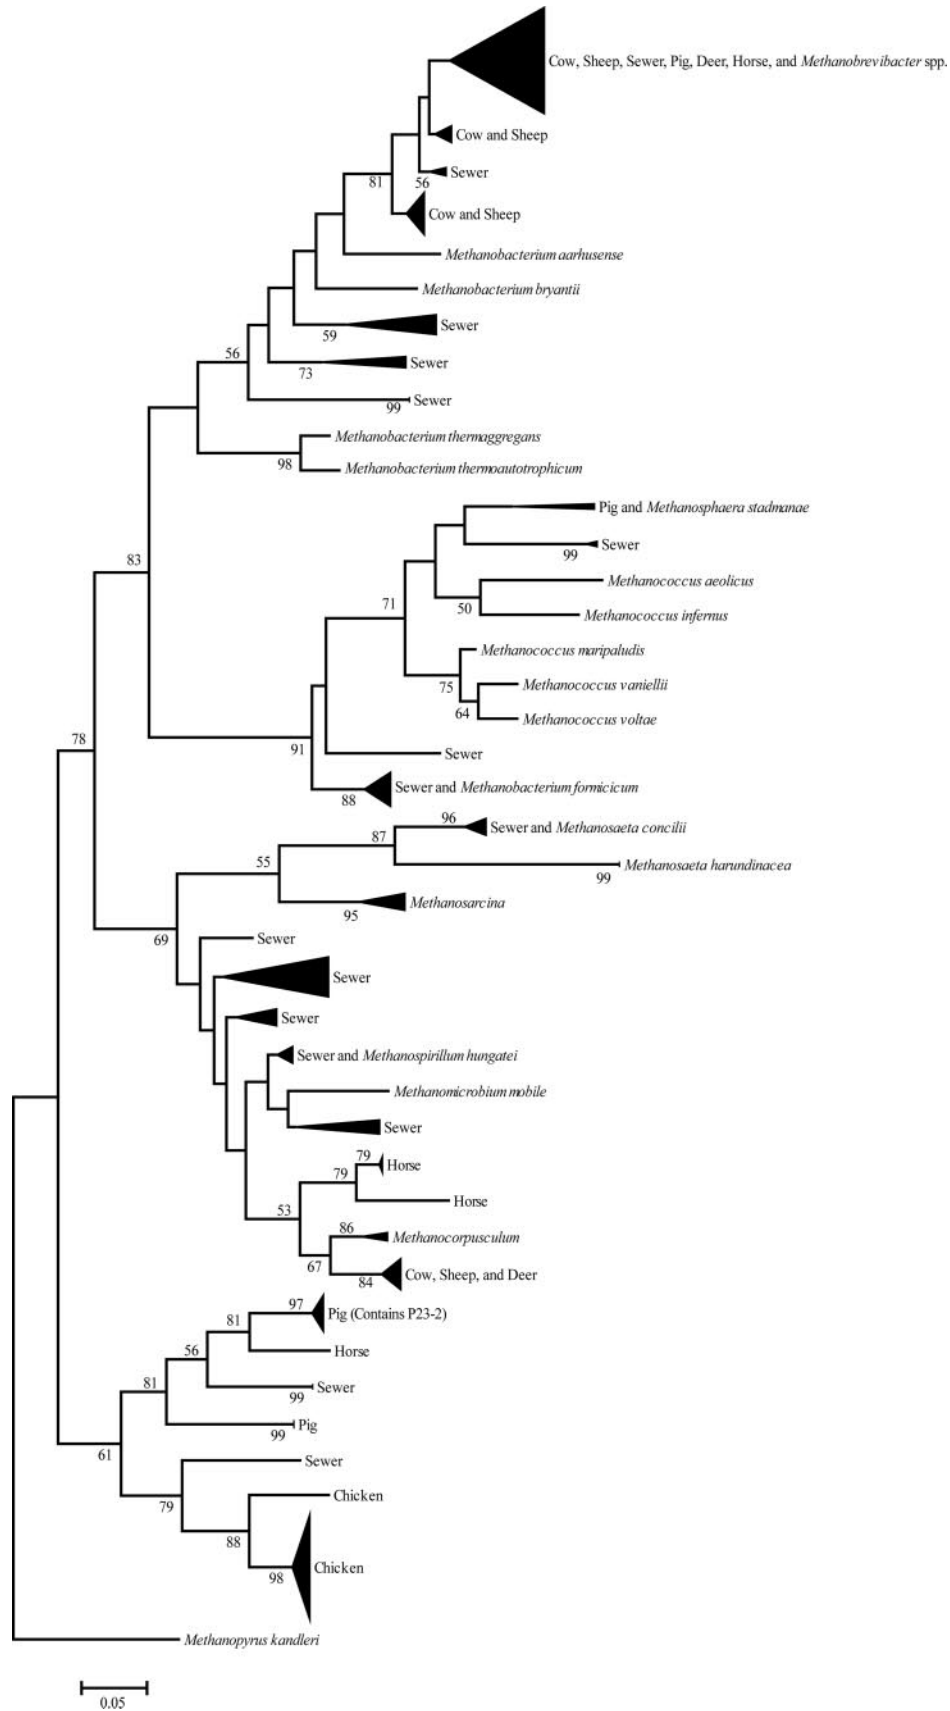 Cow, Sheep, Sewer, Pig, Deer, Horse, and Methanobrevibacter spp.
Cow and Sheep
81
56
Sewer
Cow and Sheep
Methanobacterium aarhusense
Methanobacterium bryantii
59
Sewer
56
73
Sewer
99
Sewer
Methanobacterium thermaggregans
98
Methanobacterium thermoautotrophicum
Pig and Methanosphaera stadmanae
99
Sewer
83
Methanococcus aeolicus
71
50
Methanococcus infernus
Methanococcus maripaludis
75
Methanococcus vaniellii
64
Methanococcus voltae
78
91
Sewer
88
Sewer and Methanobacterium formicicum
96
Sewer and Methanosaeta concilii
87
55
99
Methanosaeta harundinacea
95
Methanosarcina
69
Sewer
Sewer
Sewer
Sewer and Methanospirillum hungatei
Methanomicrobium mobile
Sewer
79
Horse
79
Horse
53
86
Methanocorpusculum
67
84
Cow, Sheep, and Deer
97
Pig (Contains P23-2)
81
56
Horse
81
99
Sewer
99
Pig
61
Sewer
79
Chicken
88
98
Chicken
Methanopyrus kandleri
0.05